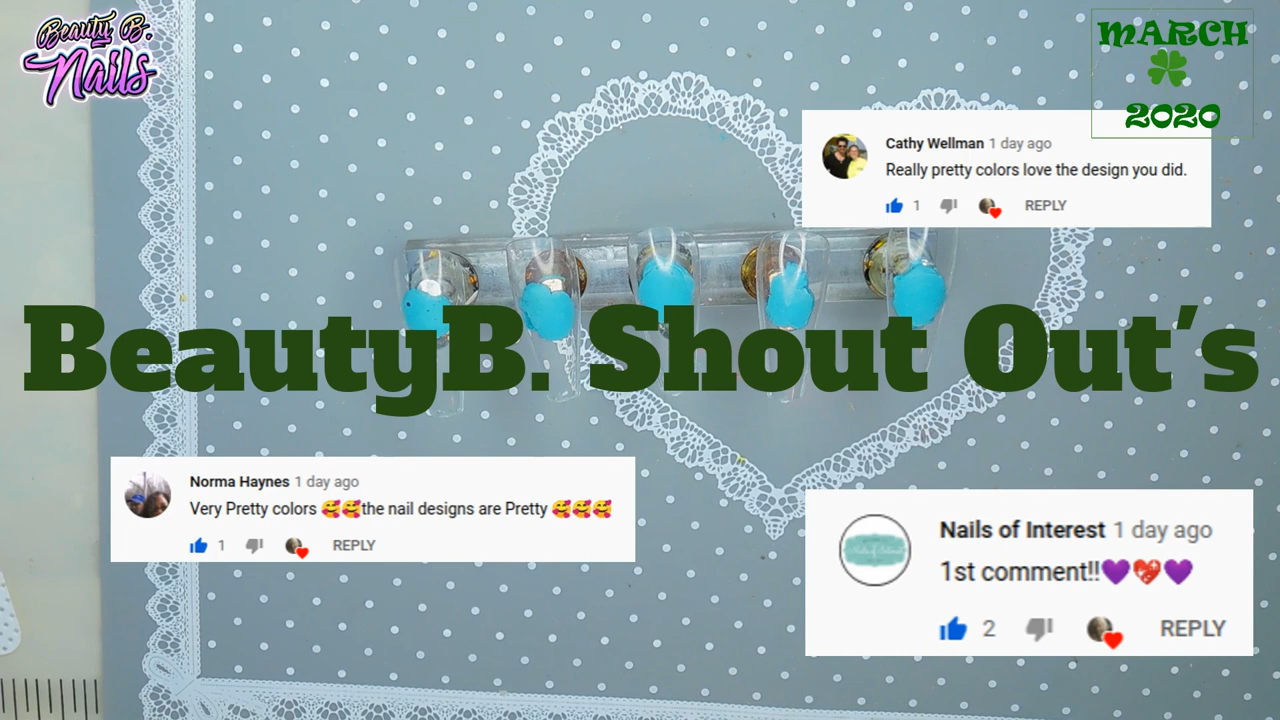 Beauty B.
Nails
MARCH
2020
Cathy Wellman 1 day ago
Really pretty colors love the design you did.
1 REPLY
BeautyB. Shout Out's
Norma Haynes 1 day ago
Very Pretty colors 🥰🥰the nail designs are Pretty 🥰🥰🥰
1 REPLY
Nails of Interest 1 day ago
1st comment!!💜💖💜
2 REPLY